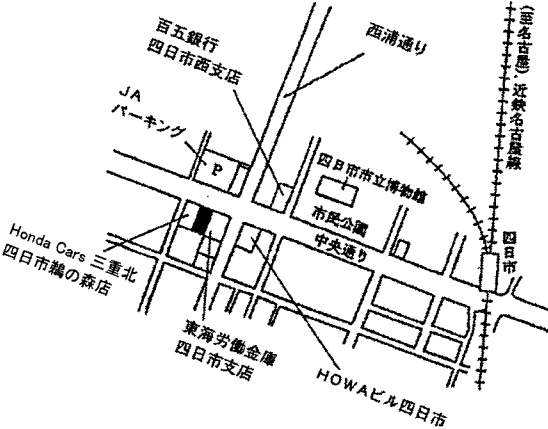 百五銀行
四日市西支店
西浦通り
(至名古屋)、近鉄名古屋線
JA
パーキング
P
四日市市立博物館
市民公園
中央通り
四日市
Honda Cars 三重北
四日市鵜の森店
東海労働金庫
四日市支店
HOWAビル四日市